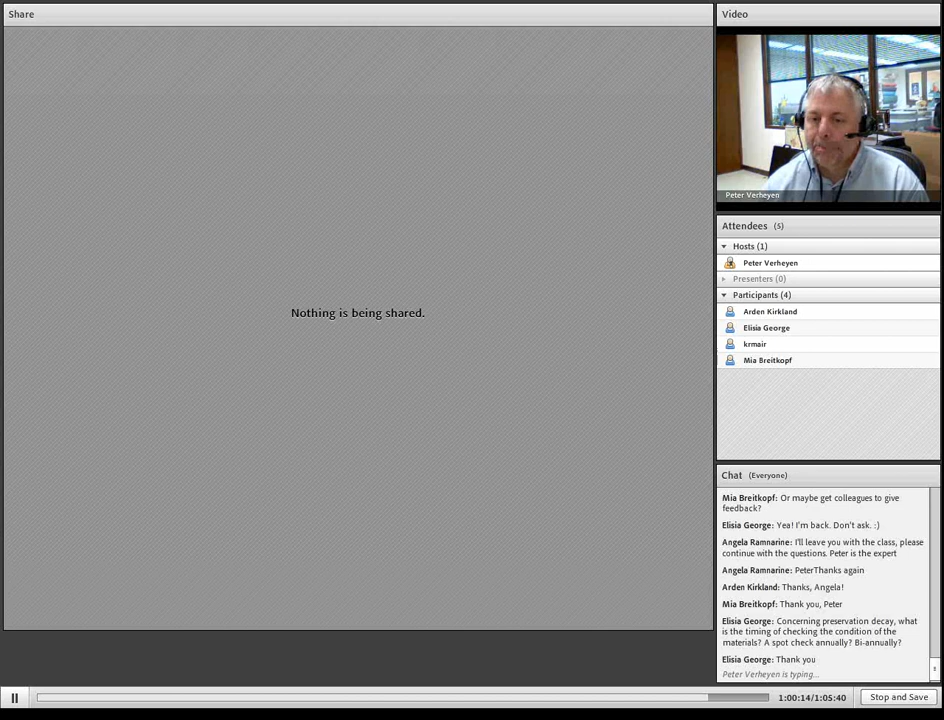 Share
Nothing is being shared.
Video
Peter Verheyen
Attendees (5)
Hosts (1)
Peter Verheyen
Presenters (0)
Participants (4)
Arden Kirkland
Elisia George
krmair
Mia Breitkopf
Chat (Everyone)
Mia Breitkopf: Or maybe get colleagues to give
feedback?
Elisia George: Yea! I'm back. Don't ask. :)
Angela Ramnarine: I'll leave you with the class, please
continue with the questions. Peter is the expert
Angela Ramnarine: PeterThanks again
Arden Kirkland: Thanks, Angela!
Mia Breitkopf: Thank you, Peter
Elisia George: Concerning preservation decay, what
is the timing of checking the condition of the
materials? A spot check annually? Bi-annually?
Elisia George: Thank you
Peter Verheyen is typing...
1:00:14/1:05:40
Stop and Save